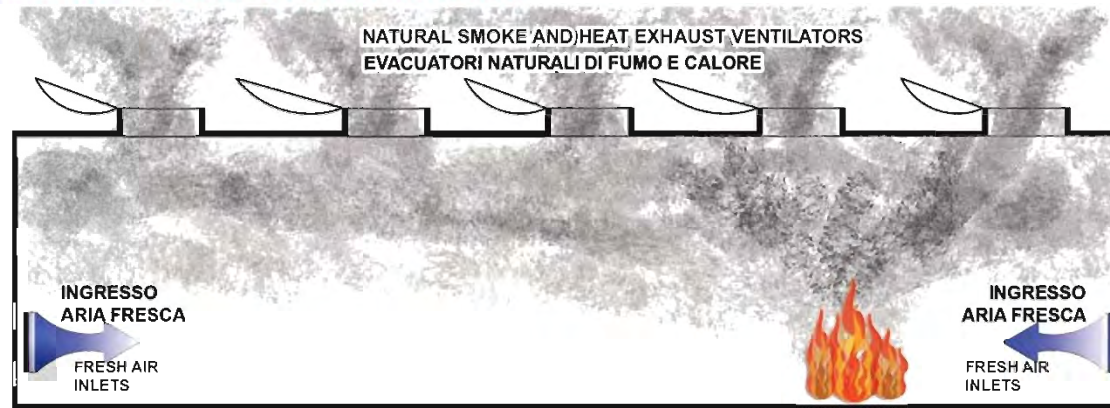 NATURAL SMOKE AND HEAT EXHAUST VENTILATORS
EVACUATORI NATURALI DI FUMO E CALORE
INGRESSO
ARIA FRESCA
FRESH AIR
INLETS
INGRESSO
ARIA FRESCA
FRESH AIR
INLETS